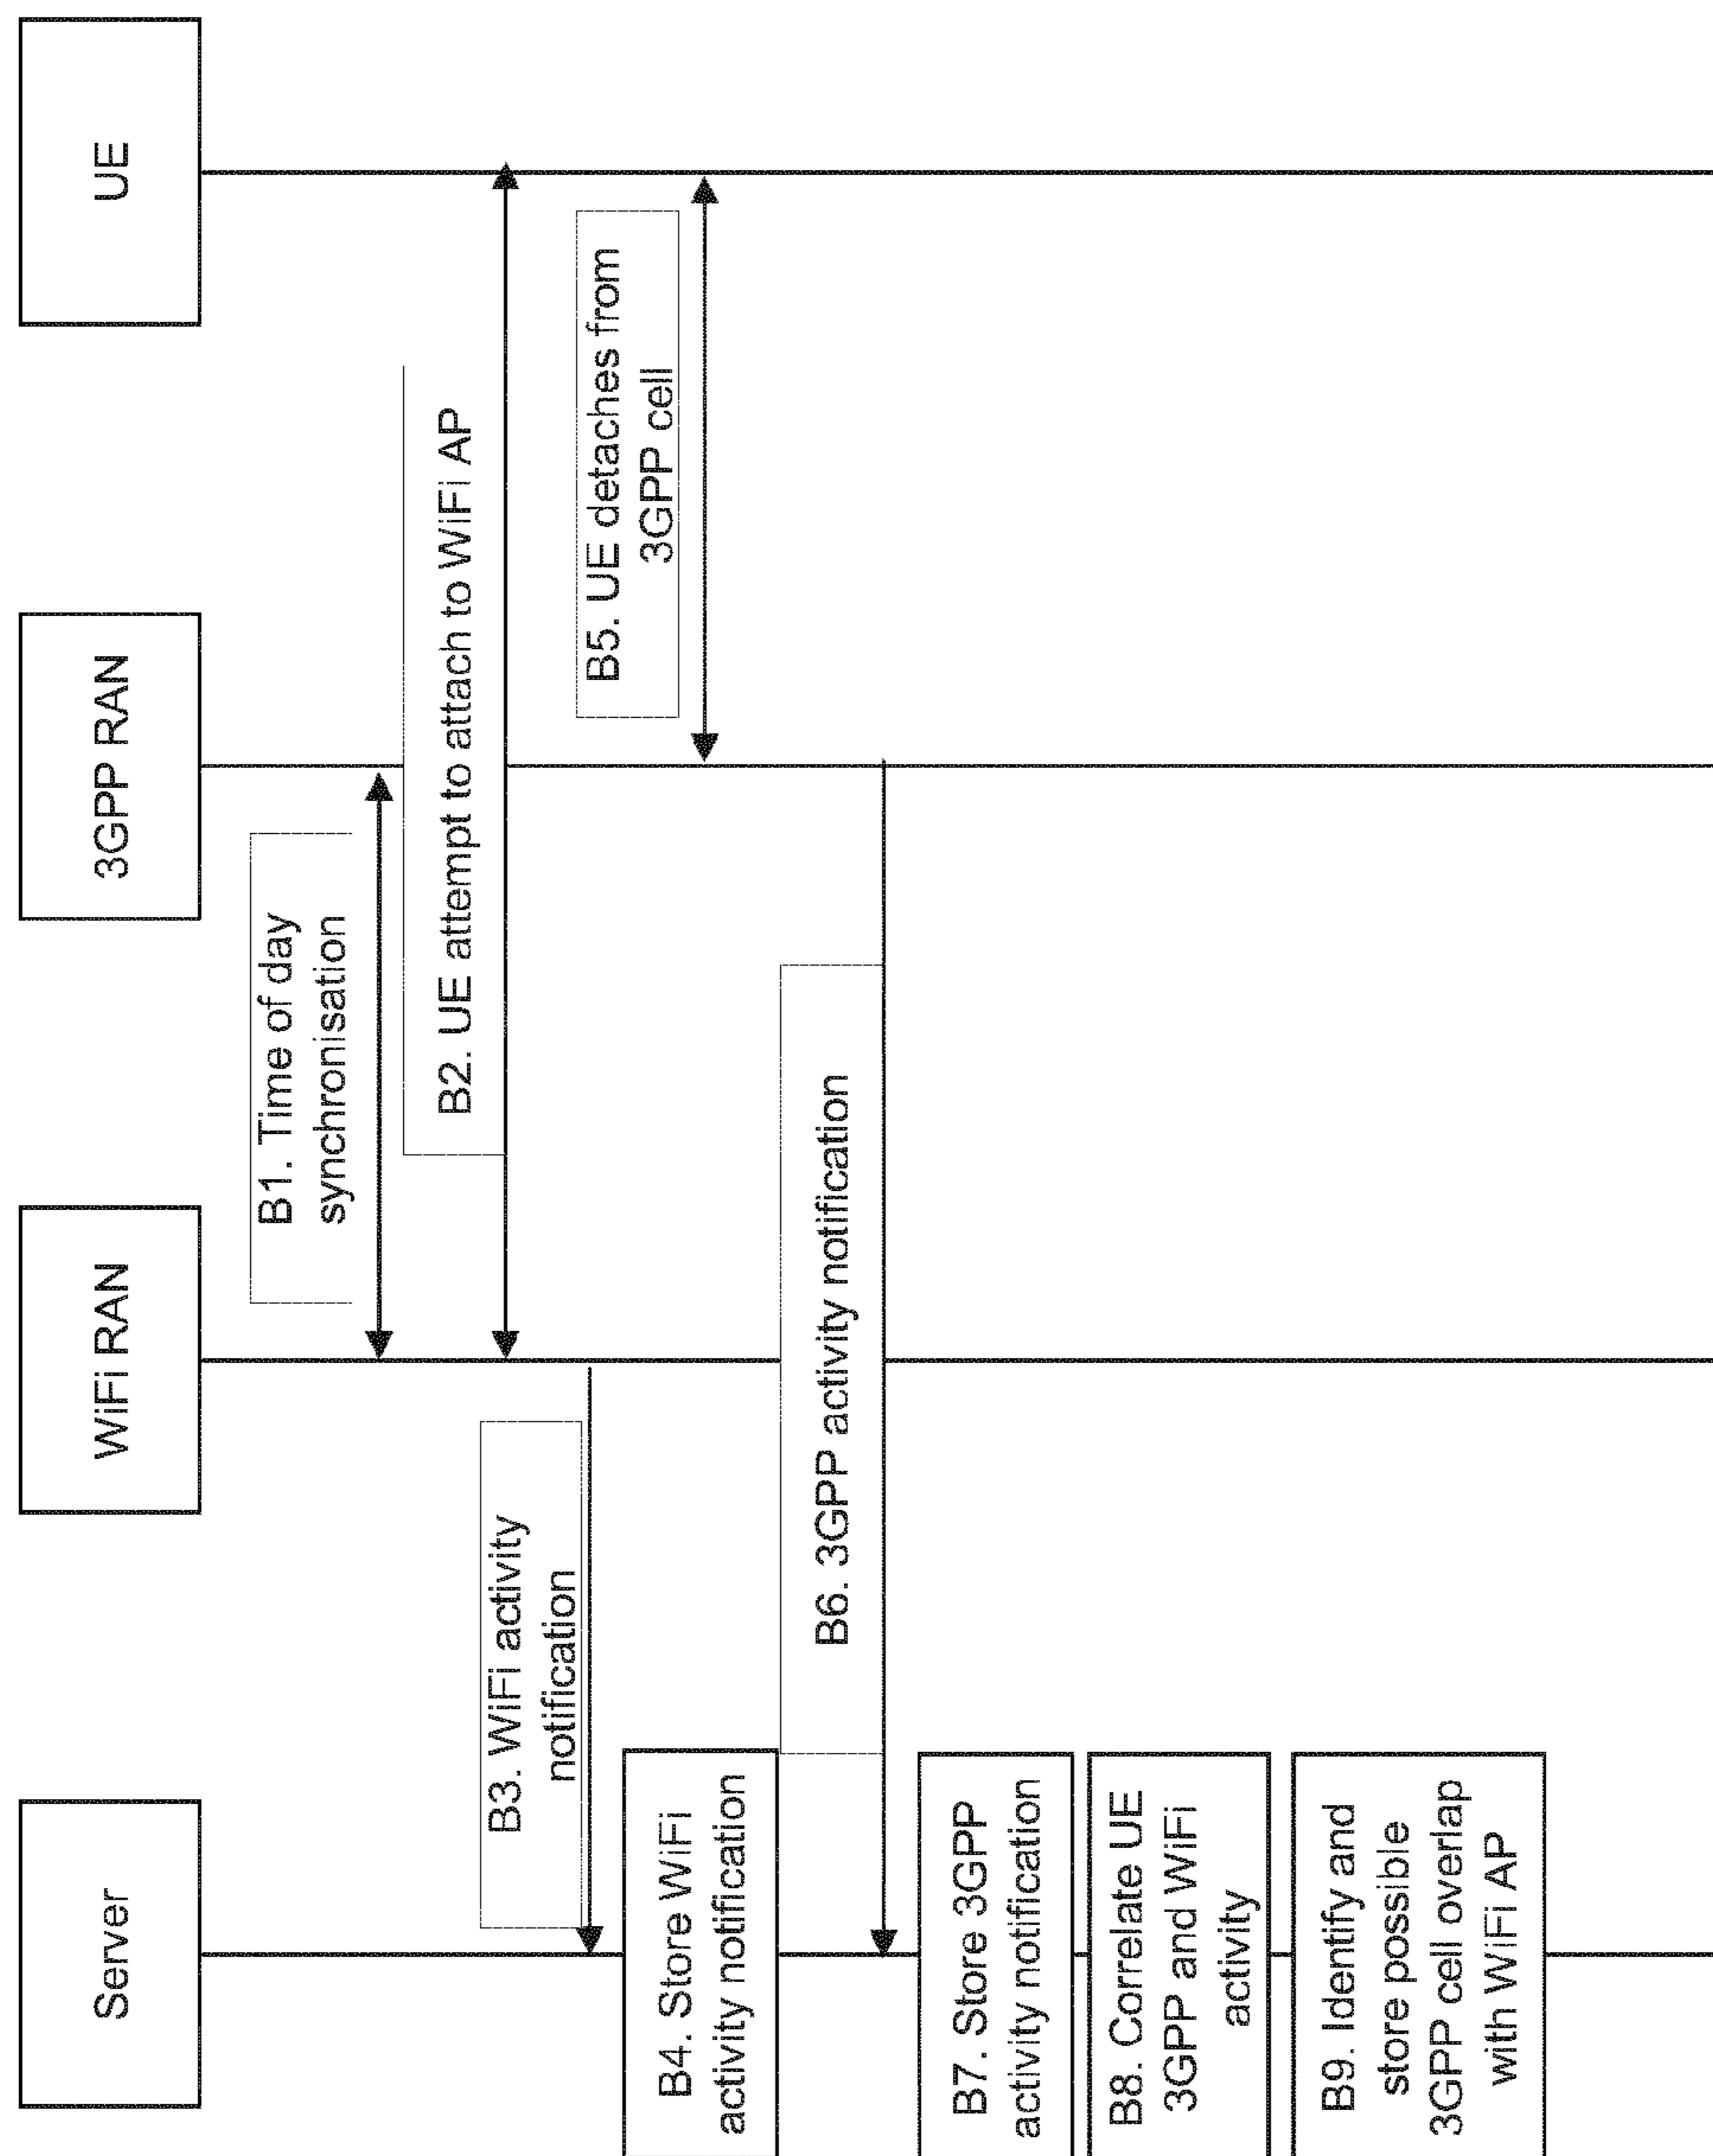 Server
WiFi RAN
3GPP RAN
UE
B1. Time of day
synchronisation
B2. UE attempt to attach to WiFi AP
B3. WiFi activity
notification
B4. Store WiFi
activity notification
B5. UE detaches from
3GPP cell
B6. 3GPP activity notification
B7. Store 3GPP
activity notification
B8. Correlate UE
3GPP and WiFi
activity
B9. Identify and
store possible
3GPP cell overlap
with WiFi AP